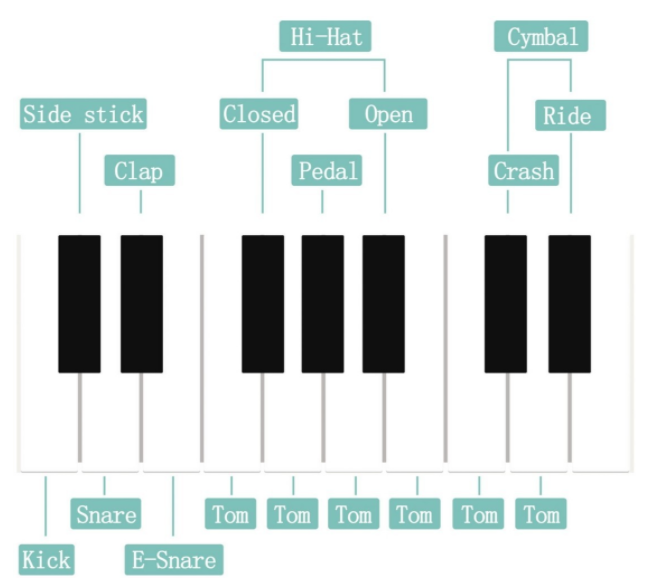 Hi-Hat
Cymbal
Side stick
Closed
Open
Ride
Clap
Pedal
Crash
Snare
Tom
Tom
Tom
Tom
Tom
Tom
Kick
E-Snare